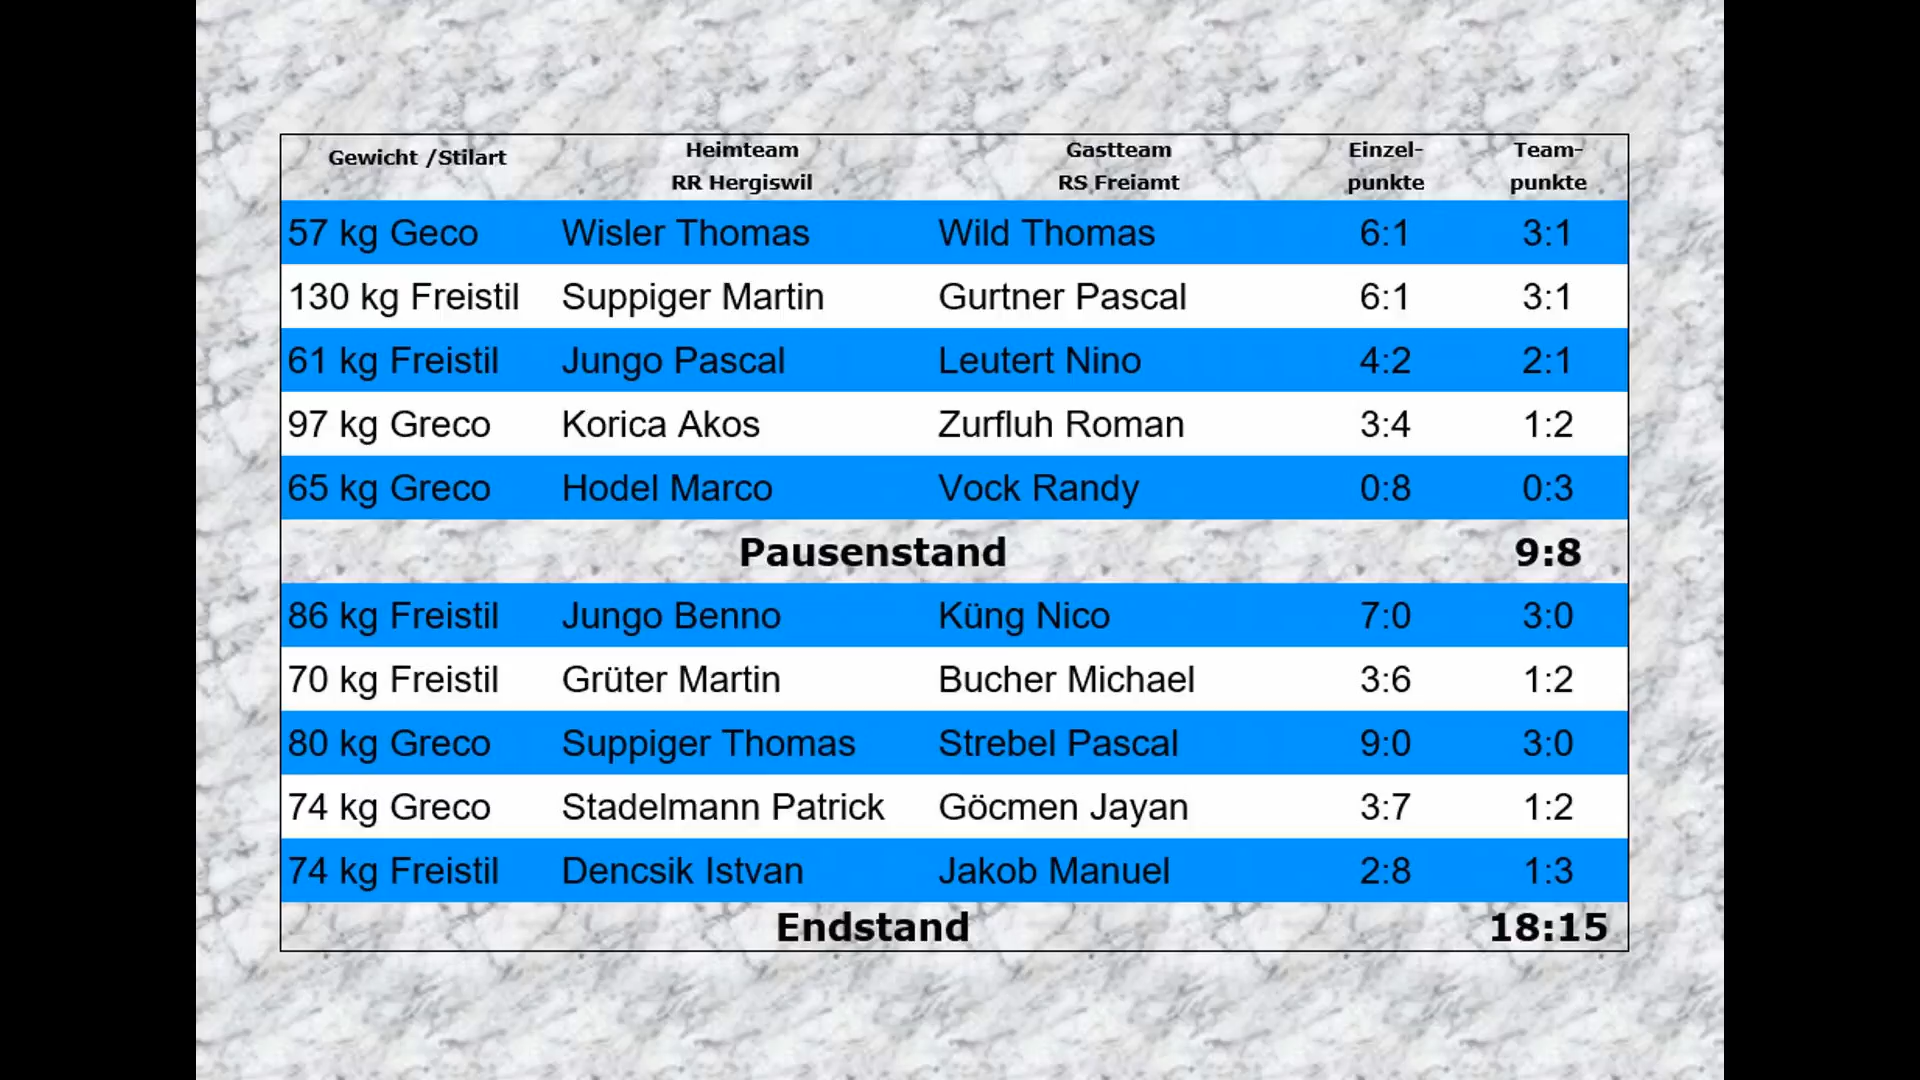 Gewicht /Stilart Heimteam RR Hergiswil Gastteam RS Freiamt Einzel-punkte Team-punkte
57 kg Geco Wisler Thomas Wild Thomas 6:1 3:1
130 kg Freistil Suppiger Martin Gurtner Pascal 6:1 3:1
61 kg Freistil Jungo Pascal Leutert Nino 4:2 2:1
97 kg Greco Korica Akos Zurfluh Roman 3:4 1:2
65 kg Greco Hodel Marco Vock Randy 0:8 0:3
Pausenstand 9:8
86 kg Freistil Jungo Benno Küng Nico 7:0 3:0
70 kg Freistil Grüter Martin Bucher Michael 3:6 1:2
80 kg Greco Suppiger Thomas Strebel Pascal 9:0 3:0
74 kg Greco Stadelmann Patrick Göcmen Jayan 3:7 1:2
74 kg Freistil Dencsik Istvan Jakob Manuel 2:8 1:3
Endstand 18:15